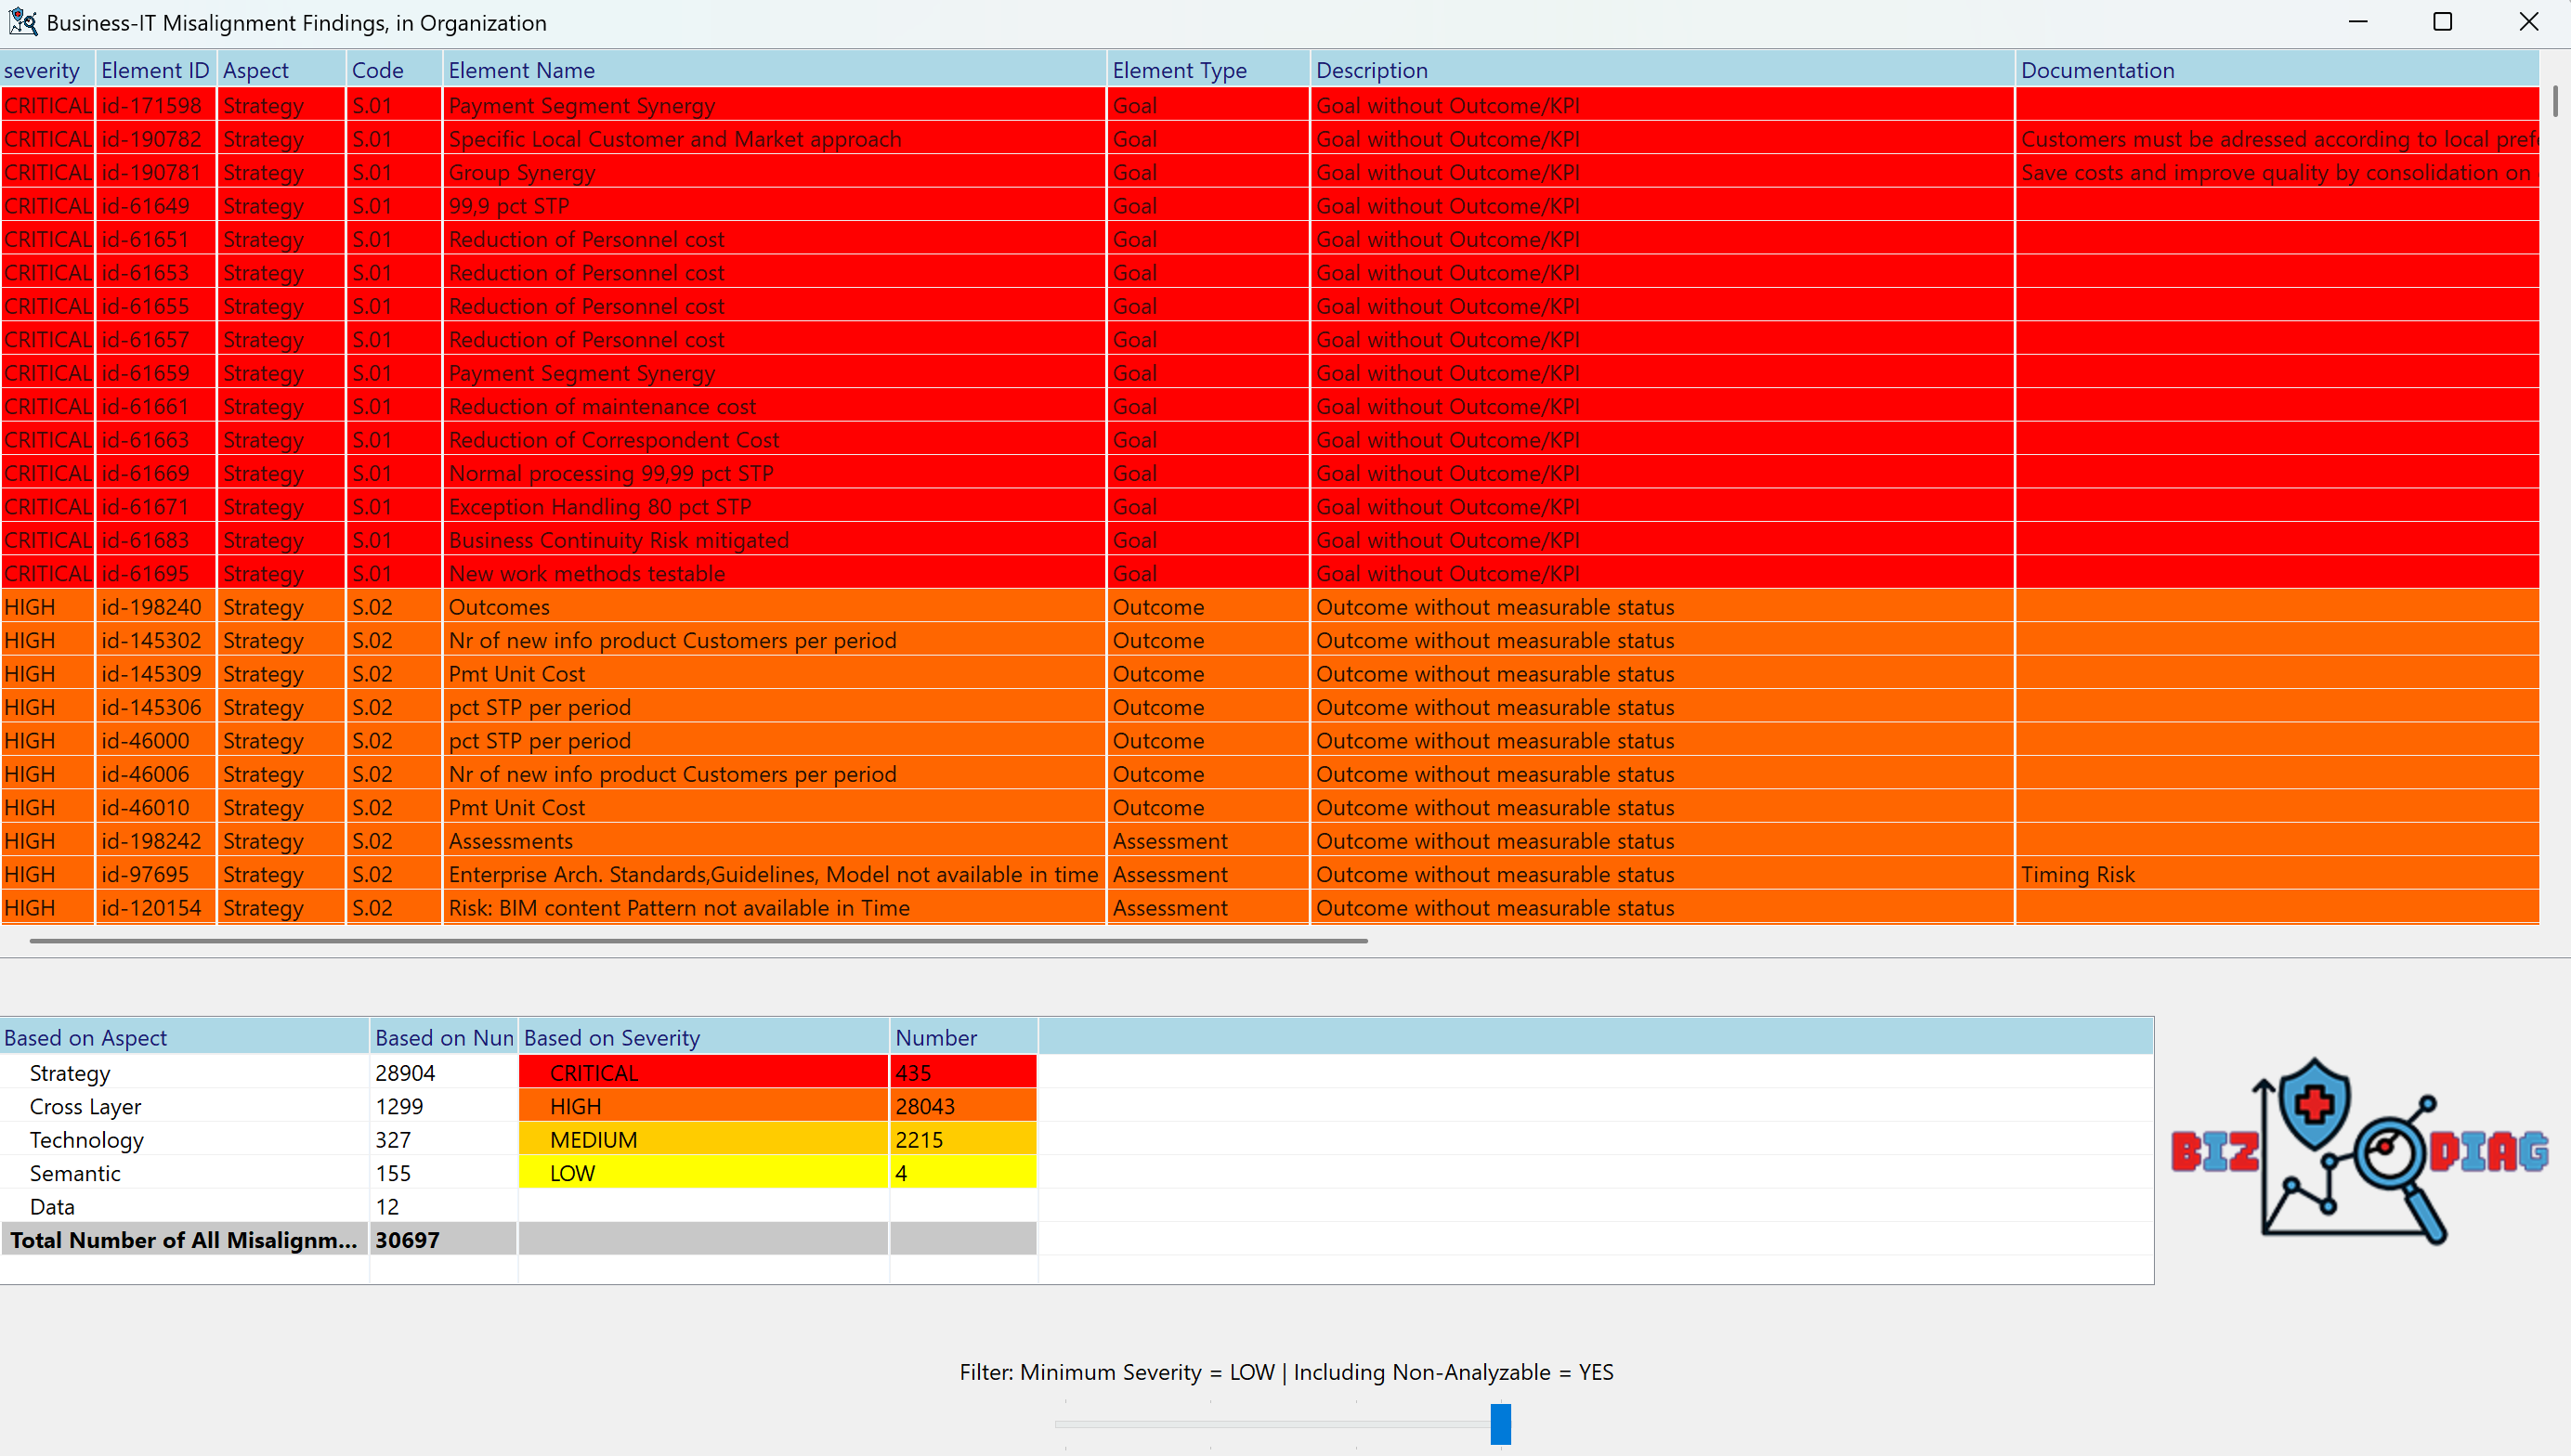 Business-IT Misalignment Findings, in Organization
severity Element ID Aspect Code Element Name Element Type Description Documentation
CRITICAL id-171598 Strategy S.01 Payment Segment Synergy Goal Goal without Outcome/KPI
CRITICAL id-190782 Strategy S.01 Specific Local Customer and Market approach Goal Goal without Outcome/KPI Customers must be adressed according to local pref
CRITICAL id-190781 Strategy S.01 Group Synergy Goal Goal without Outcome/KPI Save costs and improve quality by consolidation on
CRITICAL id-61649 Strategy S.01 99,9 pct STP Goal Goal without Outcome/KPI
CRITICAL id-61651 Strategy S.01 Reduction of Personnel cost Goal Goal without Outcome/KPI
CRITICAL id-61653 Strategy S.01 Reduction of Personnel cost Goal Goal without Outcome/KPI
CRITICAL id-61655 Strategy S.01 Reduction of Personnel cost Goal Goal without Outcome/KPI
CRITICAL id-61657 Strategy S.01 Reduction of Personnel cost Goal Goal without Outcome/KPI
CRITICAL id-61659 Strategy S.01 Payment Segment Synergy Goal Goal without Outcome/KPI
CRITICAL id-61661 Strategy S.01 Reduction of maintenance cost Goal Goal without Outcome/KPI
CRITICAL id-61663 Strategy S.01 Reduction of Correspondent Cost Goal Goal without Outcome/KPI
CRITICAL id-61669 Strategy S.01 Normal processing 99,99 pct STP Goal Goal without Outcome/KPI
CRITICAL id-61671 Strategy S.01 Exception Handling 80 pct STP Goal Goal without Outcome/KPI
CRITICAL id-61683 Strategy S.01 Business Continuity Risk mitigated Goal Goal without Outcome/KPI
CRITICAL id-61695 Strategy S.01 New work methods testable Goal Goal without Outcome/KPI
HIGH id-198240 Strategy S.02 Outcomes Outcome Outcome without measurable status
HIGH id-145302 Strategy S.02 Nr of new info product Customers per period Outcome Outcome without measurable status
HIGH id-145309 Strategy S.02 Pmt Unit Cost Outcome Outcome without measurable status
HIGH id-145306 Strategy S.02 pct STP per period Outcome Outcome without measurable status
HIGH id-46000 Strategy S.02 pct STP per period Outcome Outcome without measurable status
HIGH id-46006 Strategy S.02 Nr of new info product Customers per period Outcome Outcome without measurable status
HIGH id-46010 Strategy S.02 Pmt Unit Cost Outcome Outcome without measurable status
HIGH id-198242 Strategy S.02 Assessments Assessment Outcome without measurable status
HIGH id-97695 Strategy S.02 Enterprise Arch. Standards,Guidelines, Model not available in time Assessment Outcome without measurable status Timing Risk
HIGH id-120154 Strategy S.02 Risk: BIM content Pattern not available in Time Assessment Outcome without measurable status
Based on Aspect Based on Nun Based on Severity Number
Strategy 28904 CRITICAL 435
Cross Layer 1299 HIGH 28043
Technology 327 MEDIUM 2215
Semantic 155 LOW 4
Data 12
Total Number of All Misalignm... 30697
BIZ DIAG
Filter: Minimum Severity = LOW | Including Non-Analyzable = YES